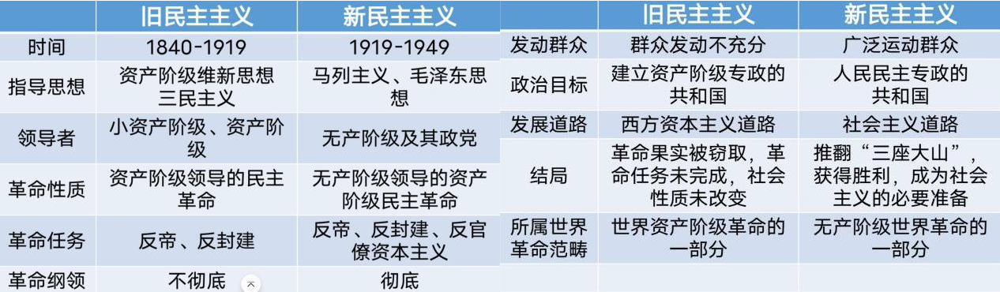 旧民主主义 新民主主义
时间 1840-1919 1919-1949
指导思想 资产阶级维新思想 马列主义、毛泽东思
三民主义 想
领导者 小资产阶级、资产阶 无产阶级及其政党
级
革命性质 资产阶级领导的民主 无产阶级领导的资产
革命 阶级民主革命
革命任务 反帝、反封建 反帝、反封建、反官
僚资本主义
革命纲领 不彻底 彻底
旧民主主义 新民主主义
发动群众 群众发动不充分 广泛运动群众
政治目标 建立资产阶级专政的 人民民主专政的
共和国 共和国
发展道路 西方资本主义道路 社会主义道路
结局 革命果实被窃取，革 推翻“三座大山”，
命任务未完成，社会 获得胜利，成为社会
性质未改变 主义的必要准备
所属世界 世界资产阶级革命的 无产阶级世界革命的
革命范畴 一部分 一部分